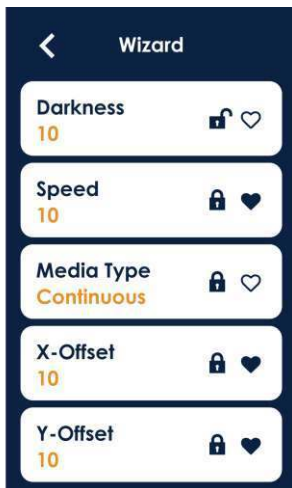 Wizard
Darkness
10
Speed
10
Media Type
Continuous
X-Offset
10
Y-Offset
10